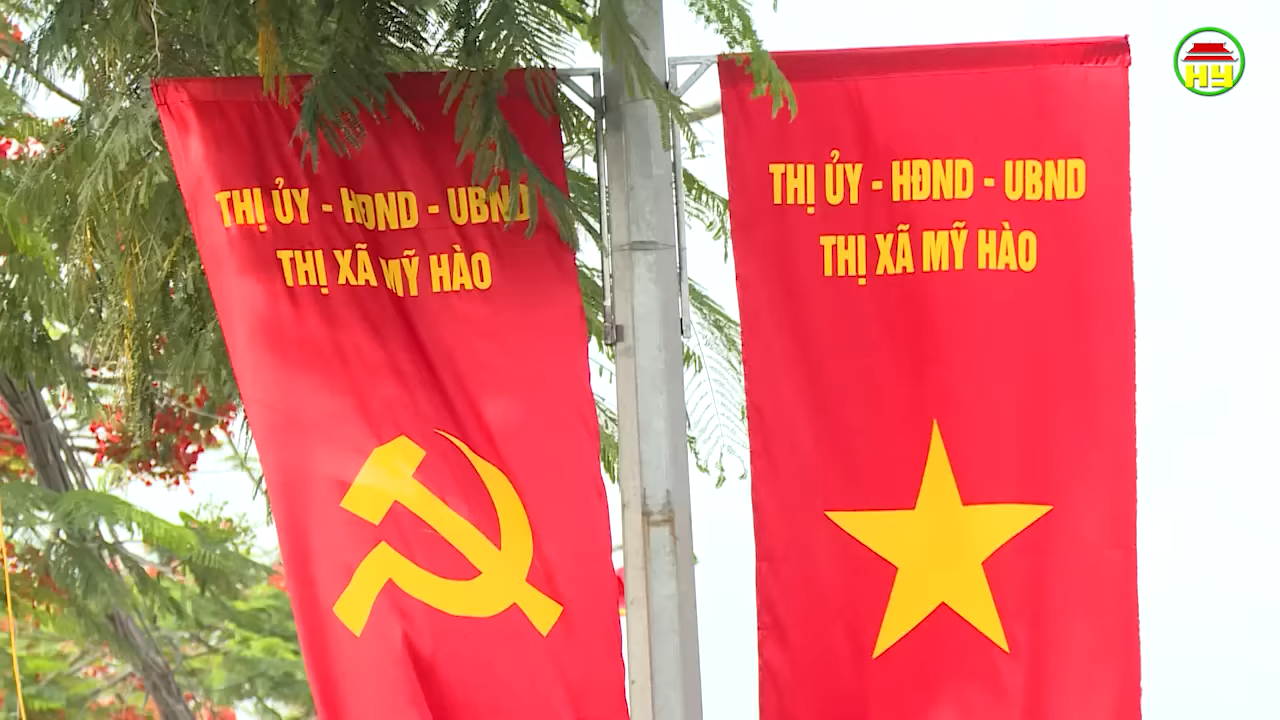 THỊ ỦY - HĐND - UBND
THỊ XÃ MỸ HÀO
THỊ ỦY - HĐND - UBND
THỊ XÃ MỸ HÀO
HY